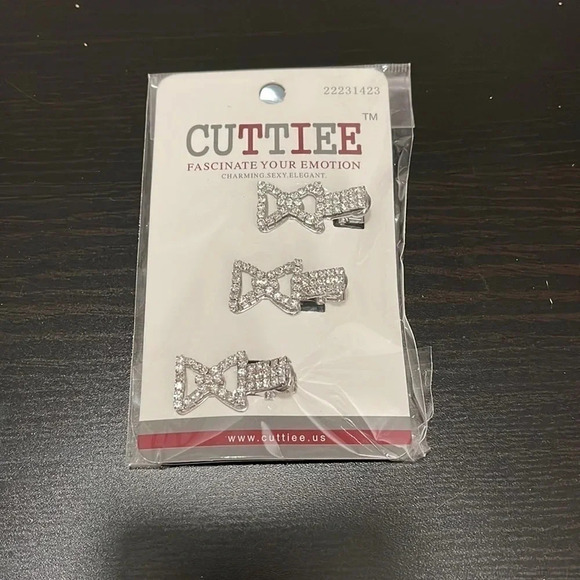 22231423
CUTTIEE™
FASCINATE YOUR EMOTION
CHARMING.SEXY.ELEGANT.
www.cuttiee.us